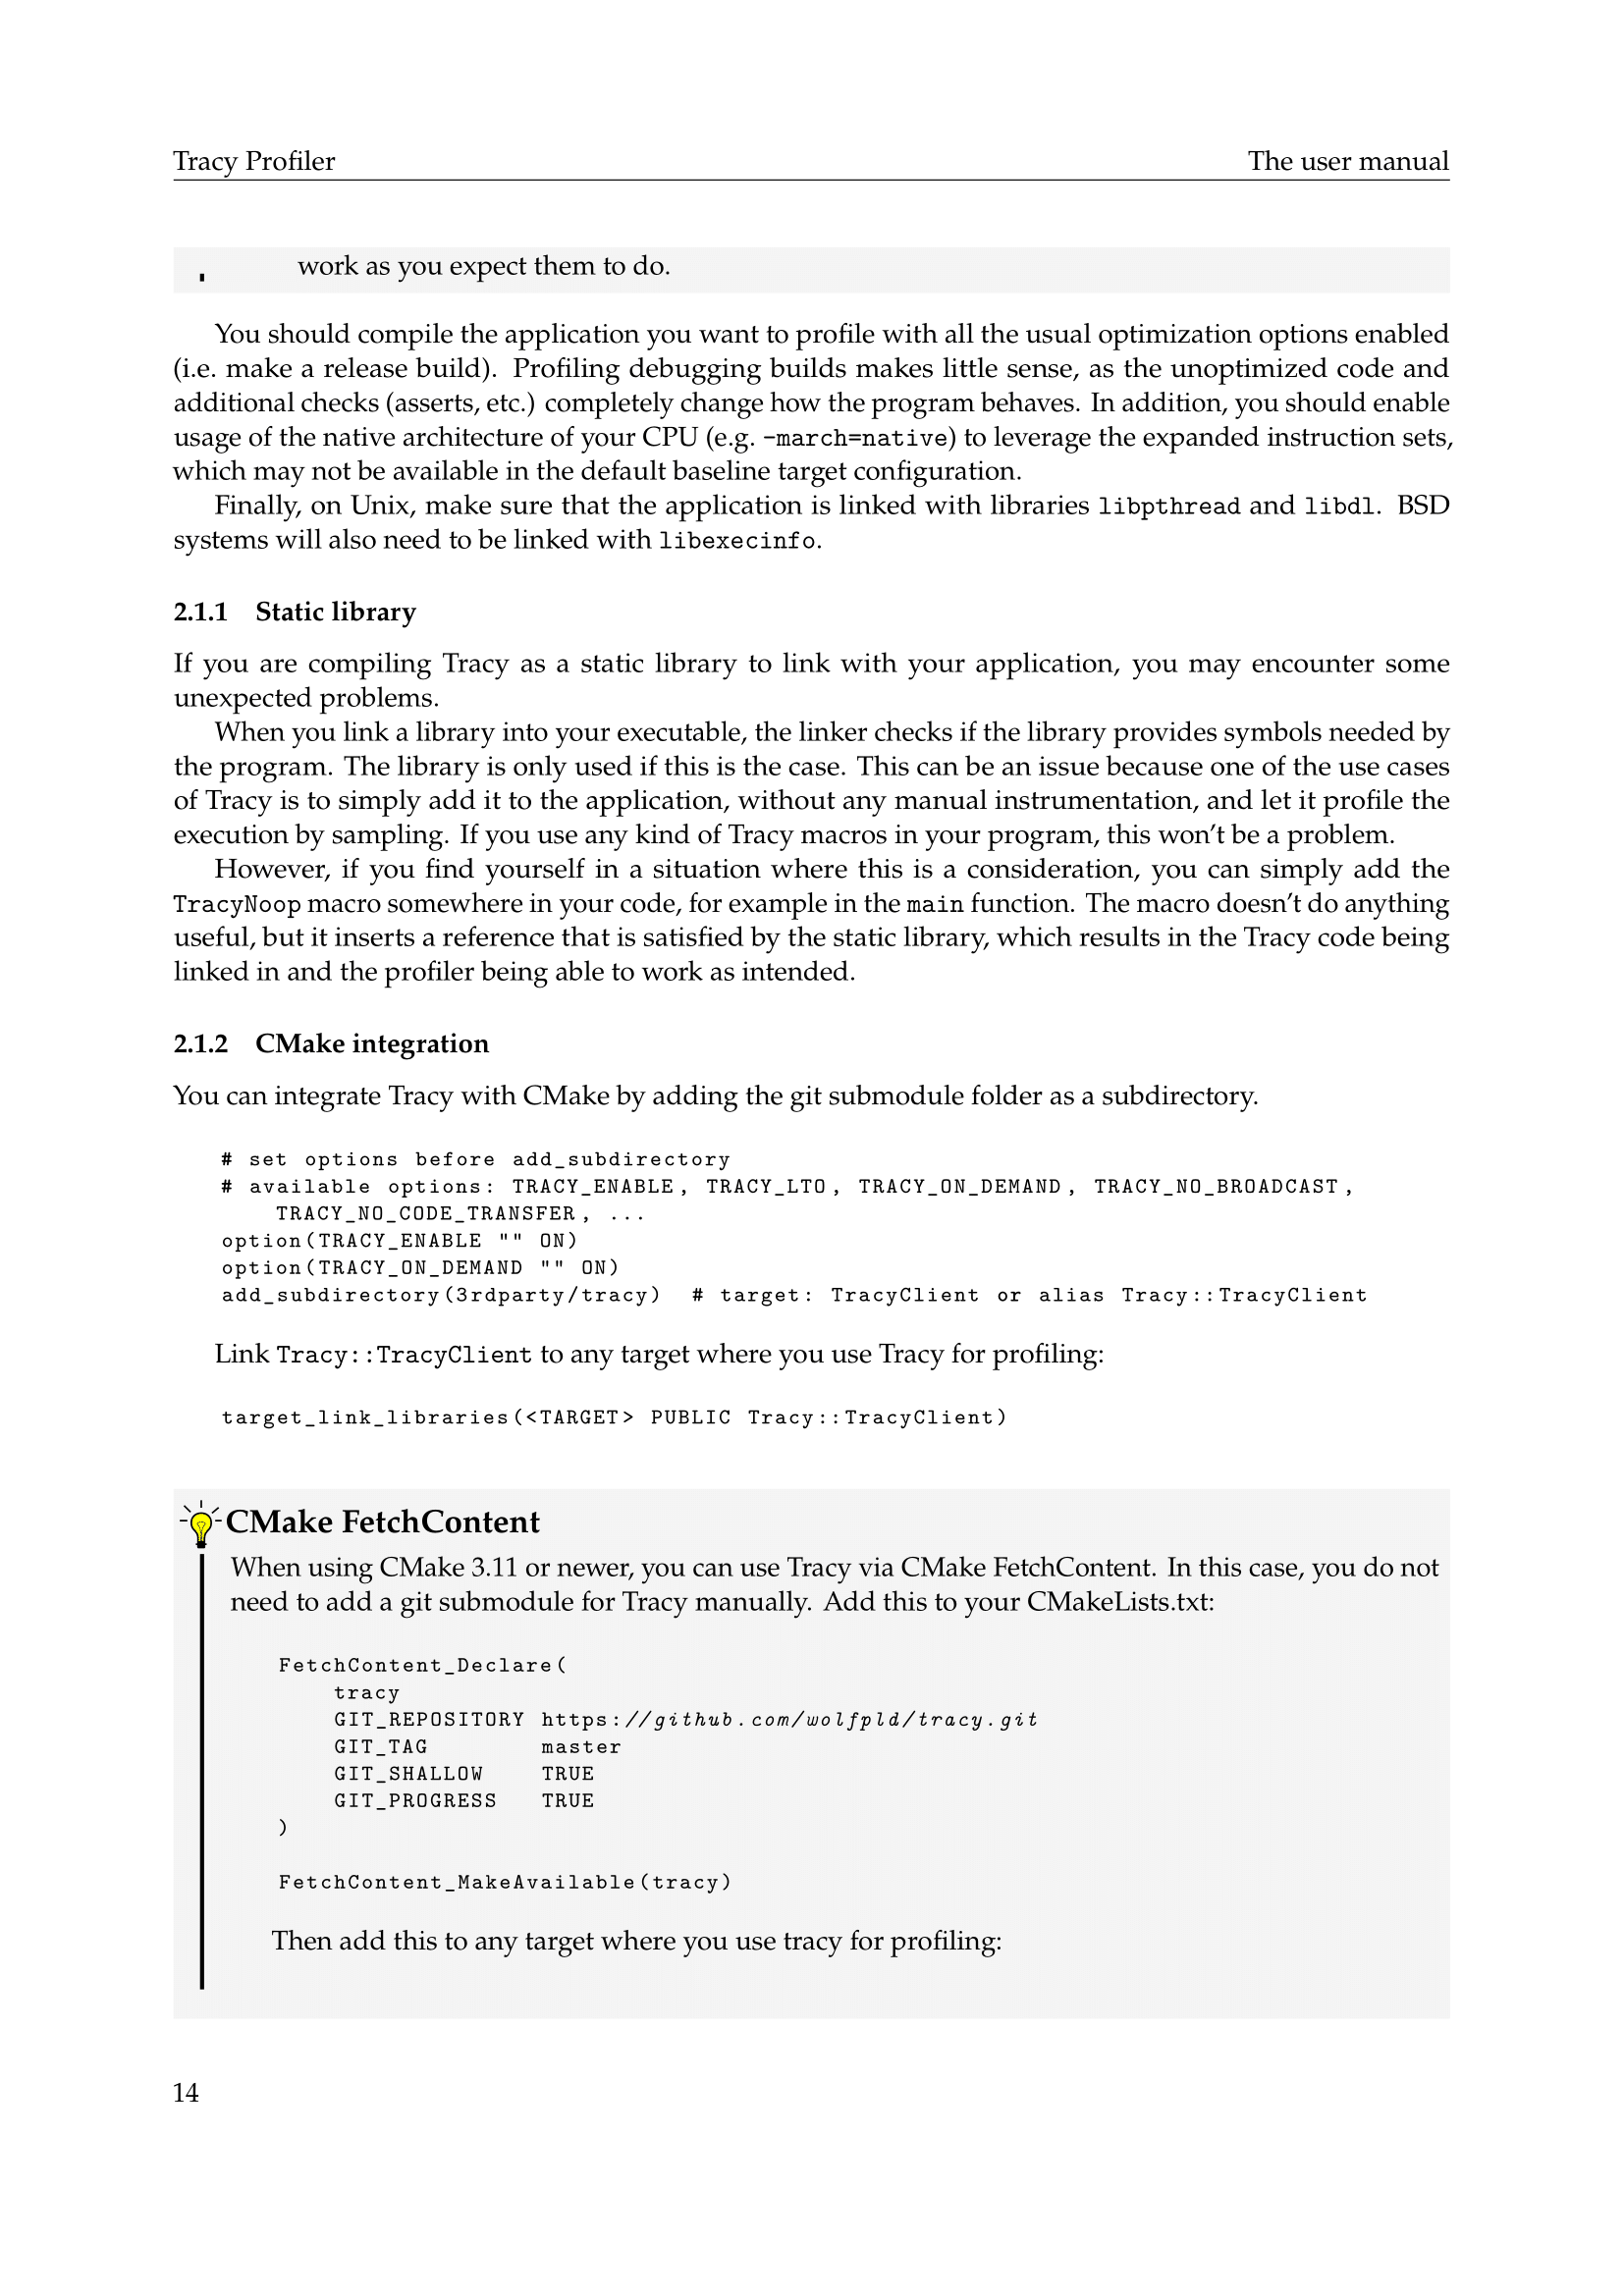 Tracy Profiler The user manual
work as you expect them to do.
You should compile the application you want to profile with all the usual optimization options enabled
(i.e. make a release build). Profiling debugging builds makes little sense, as the unoptimized code and
additional checks (asserts, etc.) completely change how the program behaves. In addition, you should enable
usage of the native architecture of your CPU (e.g. -march=native) to leverage the expanded instruction sets,
which may not be available in the default baseline target configuration.
Finally, on Unix, make sure that the application is linked with libraries libpthread and libdl. BSD
systems will also need to be linked with libexecinfo.
2.1.1 Static library
If you are compiling Tracy as a static library to link with your application, you may encounter some
unexpected problems.
When you link a library into your executable, the linker checks if the library provides symbols needed by
the program. The library is only used if this is the case. This can be an issue because one of the use cases
of Tracy is to simply add it to the application, without any manual instrumentation, and let it profile the
execution by sampling. If you use any kind of Tracy macros in your program, this won't be a problem.
However, if you find yourself in a situation where this is a consideration, you can simply add the
TracyNoop macro somewhere in your code, for example in the main function. The macro doesn't do anything
useful, but it inserts a reference that is satisfied by the static library, which results in the Tracy code being
linked in and the profiler being able to work as intended.
2.1.2 CMake integration
You can integrate Tracy with CMake by adding the git submodule folder as a subdirectory.
# set options before add_subdirectory
# available options: TRACY_ENABLE, TRACY_LTO, TRACY_ON_DEMAND, TRACY_NO_BROADCAST,
TRACY_NO_CODE_TRANSFER, ...
option(TRACY_ENABLE "" ON)
option(TRACY_ON_DEMAND "" ON)
add_subdirectory(3rdparty/tracy) # target: TracyClient or alias Tracy::TracyClient
Link Tracy::TracyClient to any target where you use Tracy for profiling:
target_link_libraries(<TARGET> PUBLIC Tracy::TracyClient)
CMake FetchContent
When using CMake 3.11 or newer, you can use Tracy via CMake FetchContent. In this case, you do not
need to add a git submodule for Tracy manually. Add this to your CMakeLists.txt:
FetchContent_Declare(
tracy
GIT_REPOSITORY https://github.com/wolfpld/tracy.git
GIT_TAG master
GIT_SHALLOW TRUE
GIT_PROGRESS TRUE
)
FetchContent_MakeAvailable(tracy)
Then add this to any target where you use tracy for profiling:
14